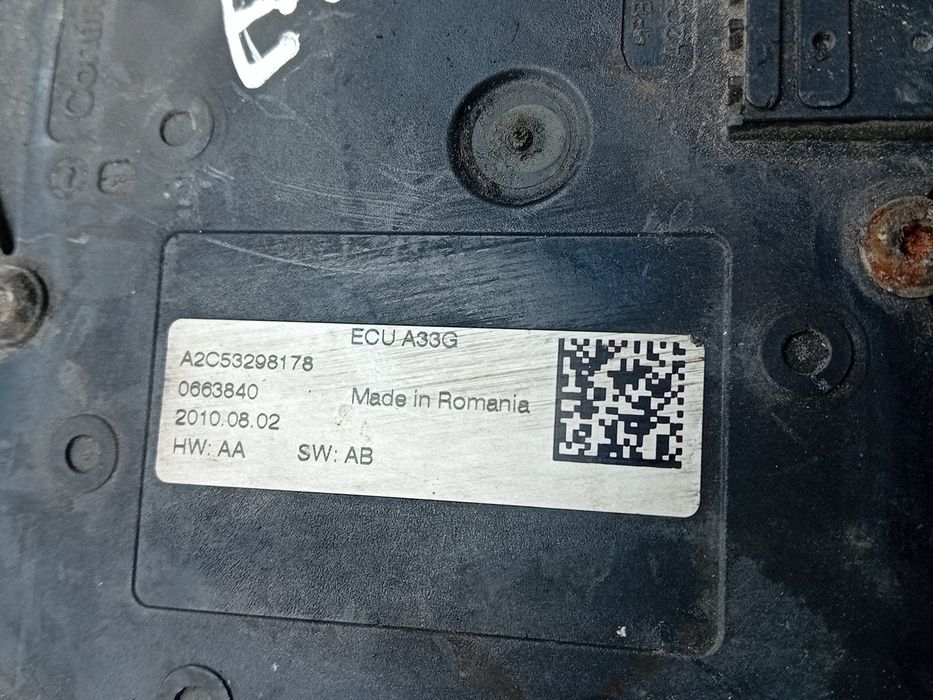 ECU A33G
A2C53298178
0663840
Made in Romania
2010.08.02
HW: AA SW: AB